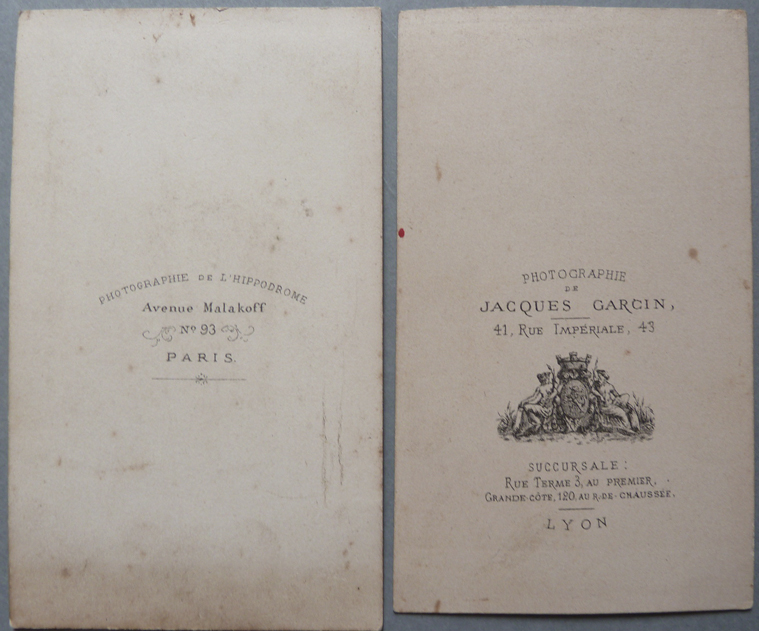 PHOTOGRAPHIE DE L'HIPPODROME
Avenue Malakoff
No 93
PARIS.
PHOTOGRAPHIE
DE
JACQUES GARCIN,
41, RUE IMPÉRIALE, 43
SUCCURSALE:
RUE TERME 3, AU PREMIER.
GRANDE-CÔTE, 120, AU R-DE-CHAUSSÉE.
LYON